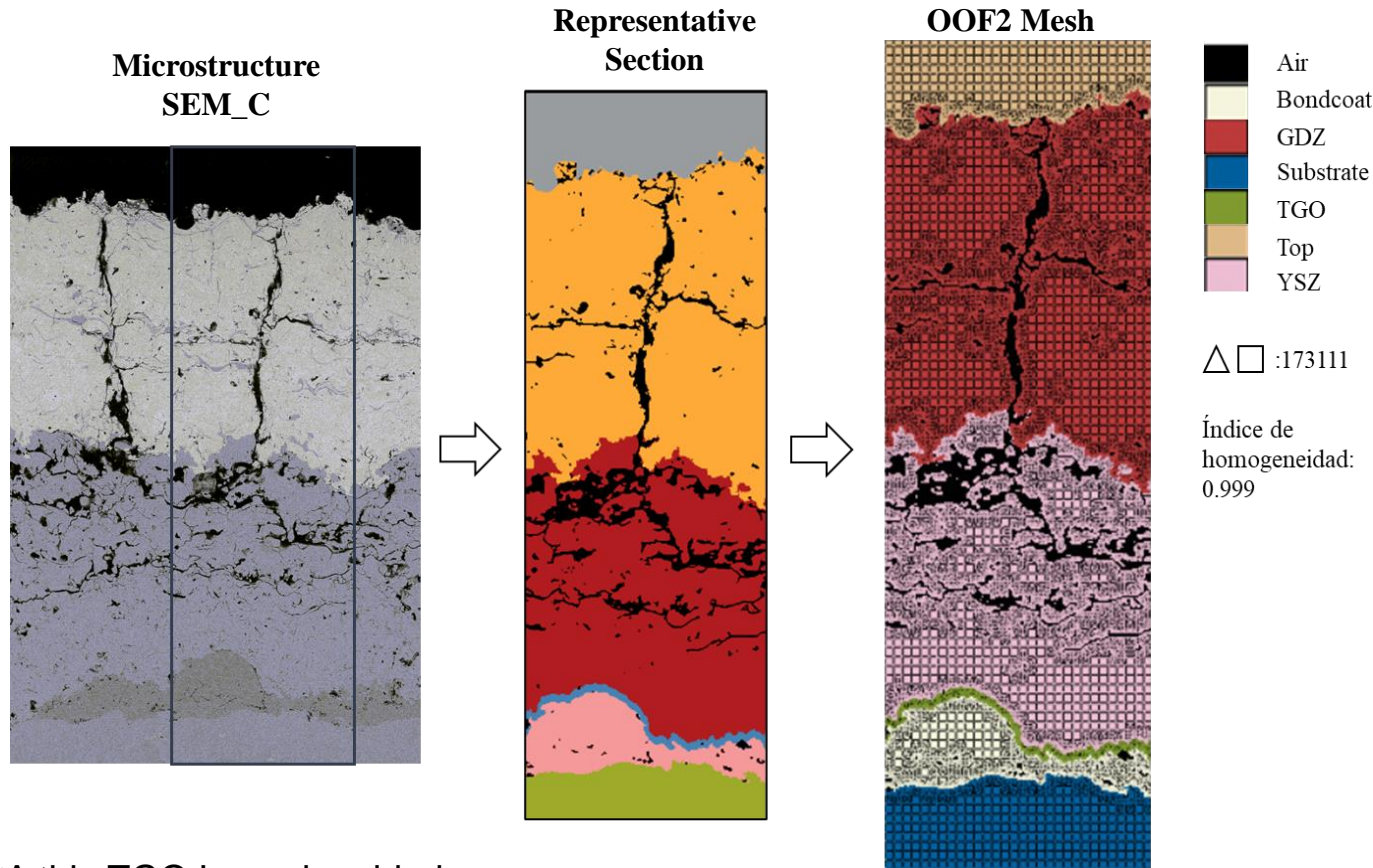 Microstructure
SEM_C
Representative
Section
OOF2 Mesh
Air
Bondcoat
GDZ
Substrate
TGO
Top
YSZ
△ □ :173111
Índice de
homogeneidad:
0.999